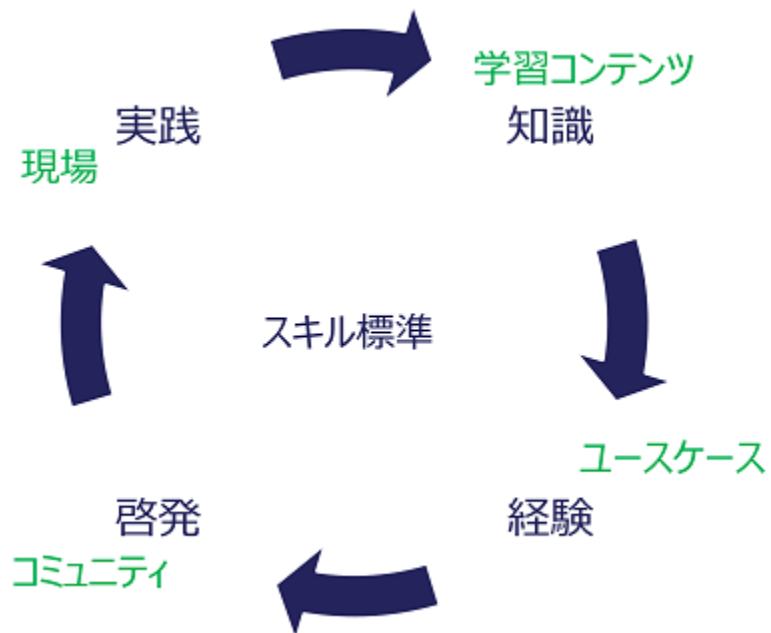 学習コンテンツ
実践
知識
現場
スキル標準
ユースケース
啓発
経験
コミュニティ